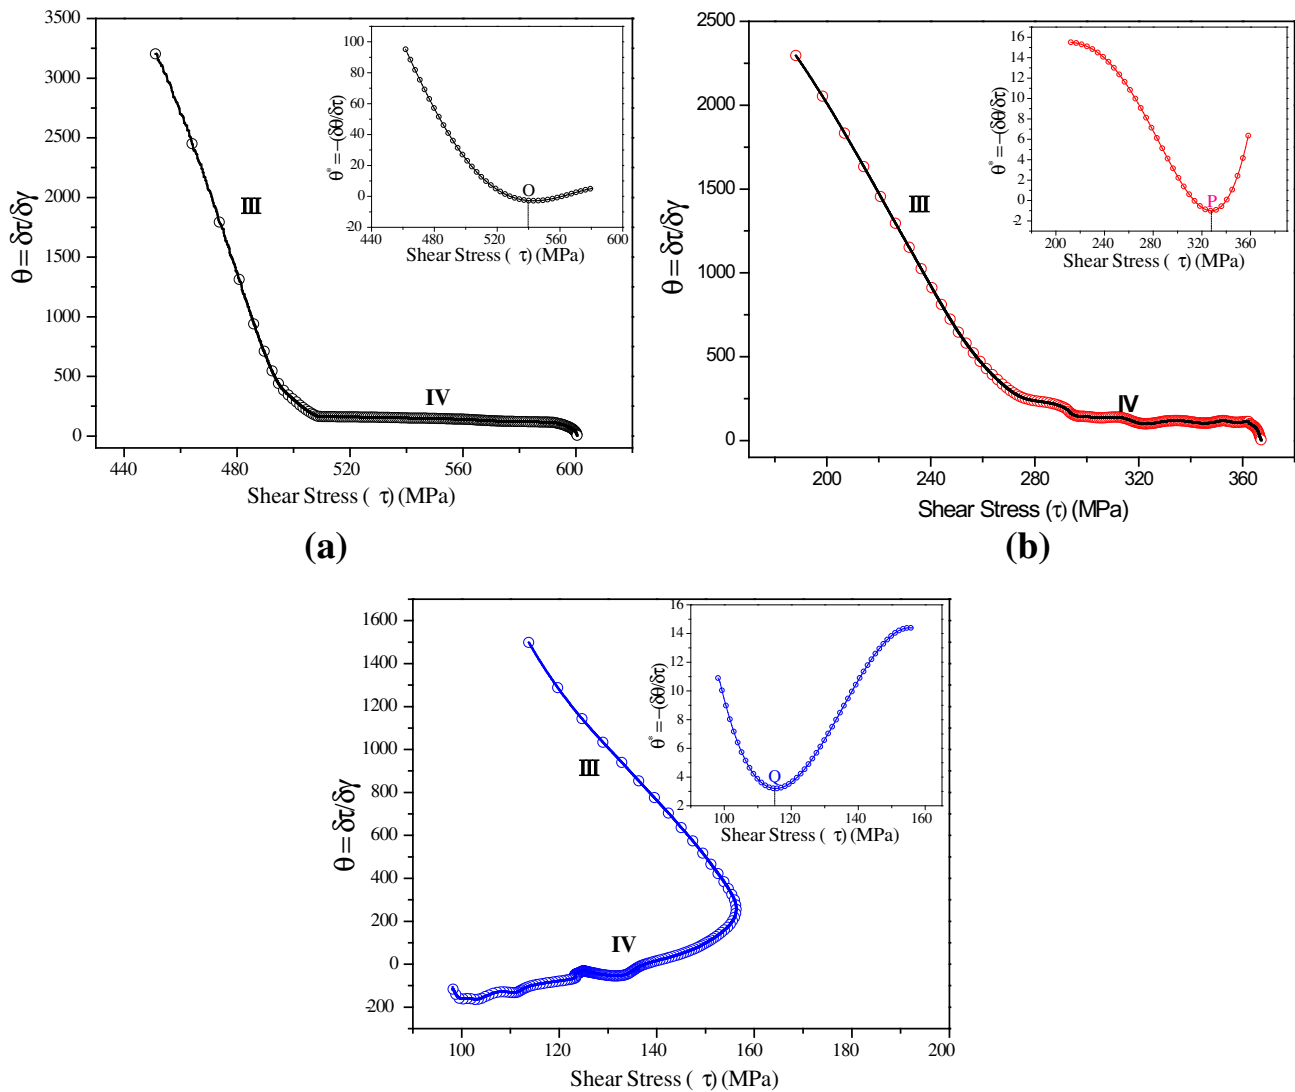 3500
3000
2500
2000
1500
1000
500
0
440 480 520 560 600
θ = δτ/δγ
Shear Stress ( τ) (MPa)
III
IV
100
80
60
40
20
0
-20
440 480 520 560 600
θ* = −(δθ/δτ)
Shear Stress ( τ) (MPa)
O
(a)
2500
2000
1500
1000
500
0
200 240 280 320 360
θ = δτ/δγ
Shear Stress (τ) (MPa)
III
IV
16
14
12
10
8
6
4
2
0
-2
200 240 280 320 360
θ* = −(δθ/δτ)
Shear Stress ( τ) (MPa)
P
(b)
1600
1400
1200
1000
800
600
400
200
0
-200
100 120 140 160 180 200
θ = δτ/δγ
Shear Stress ( τ) (MPa)
III
IV
16
14
12
10
8
6
4
2
100 120 140 160
θ* = −(δθ/δτ)
Shear Stress ( τ) (MPa)
Q